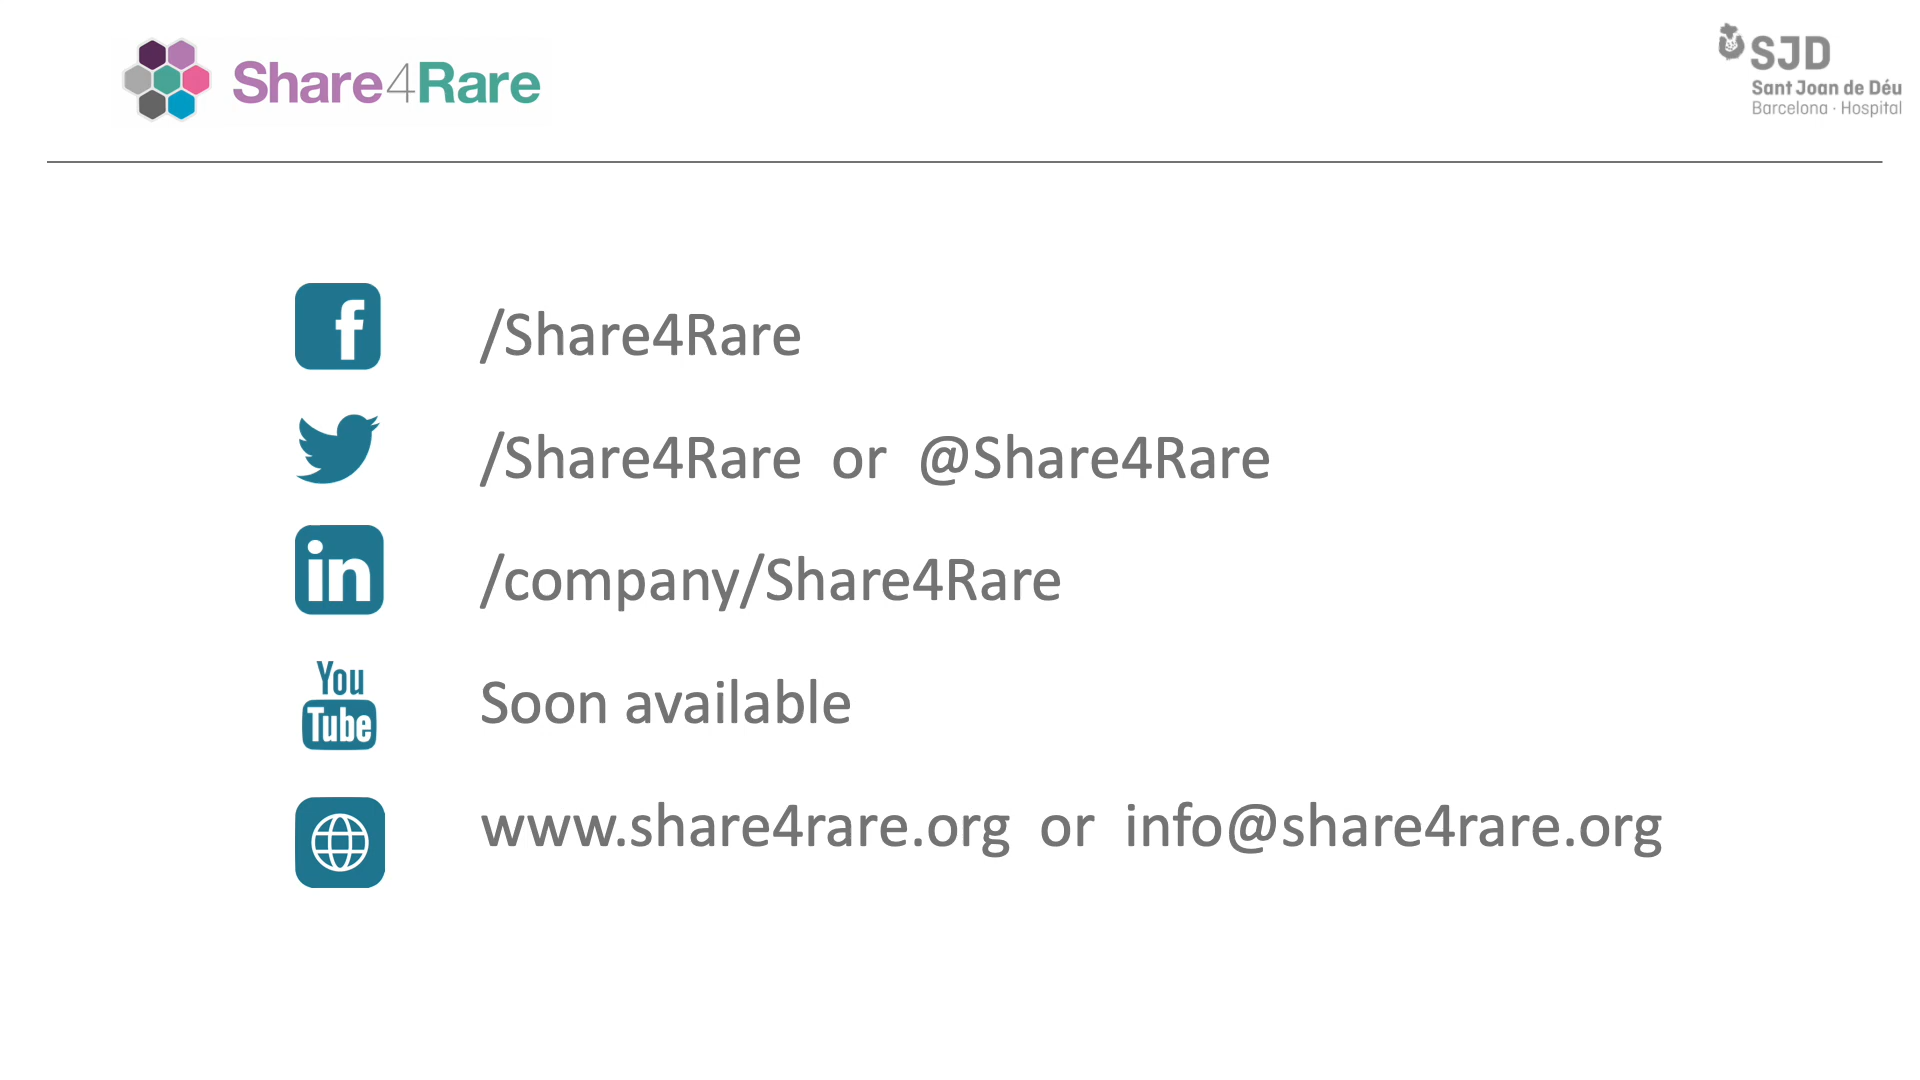 Share4Rare
SJD
Sant Joan de Déu
Barcelona · Hospital
f
/Share4Rare
/Share4Rare or @Share4Rare
in
/company/Share4Rare
You
Tube
Soon available
www.share4rare.org or info@share4rare.org